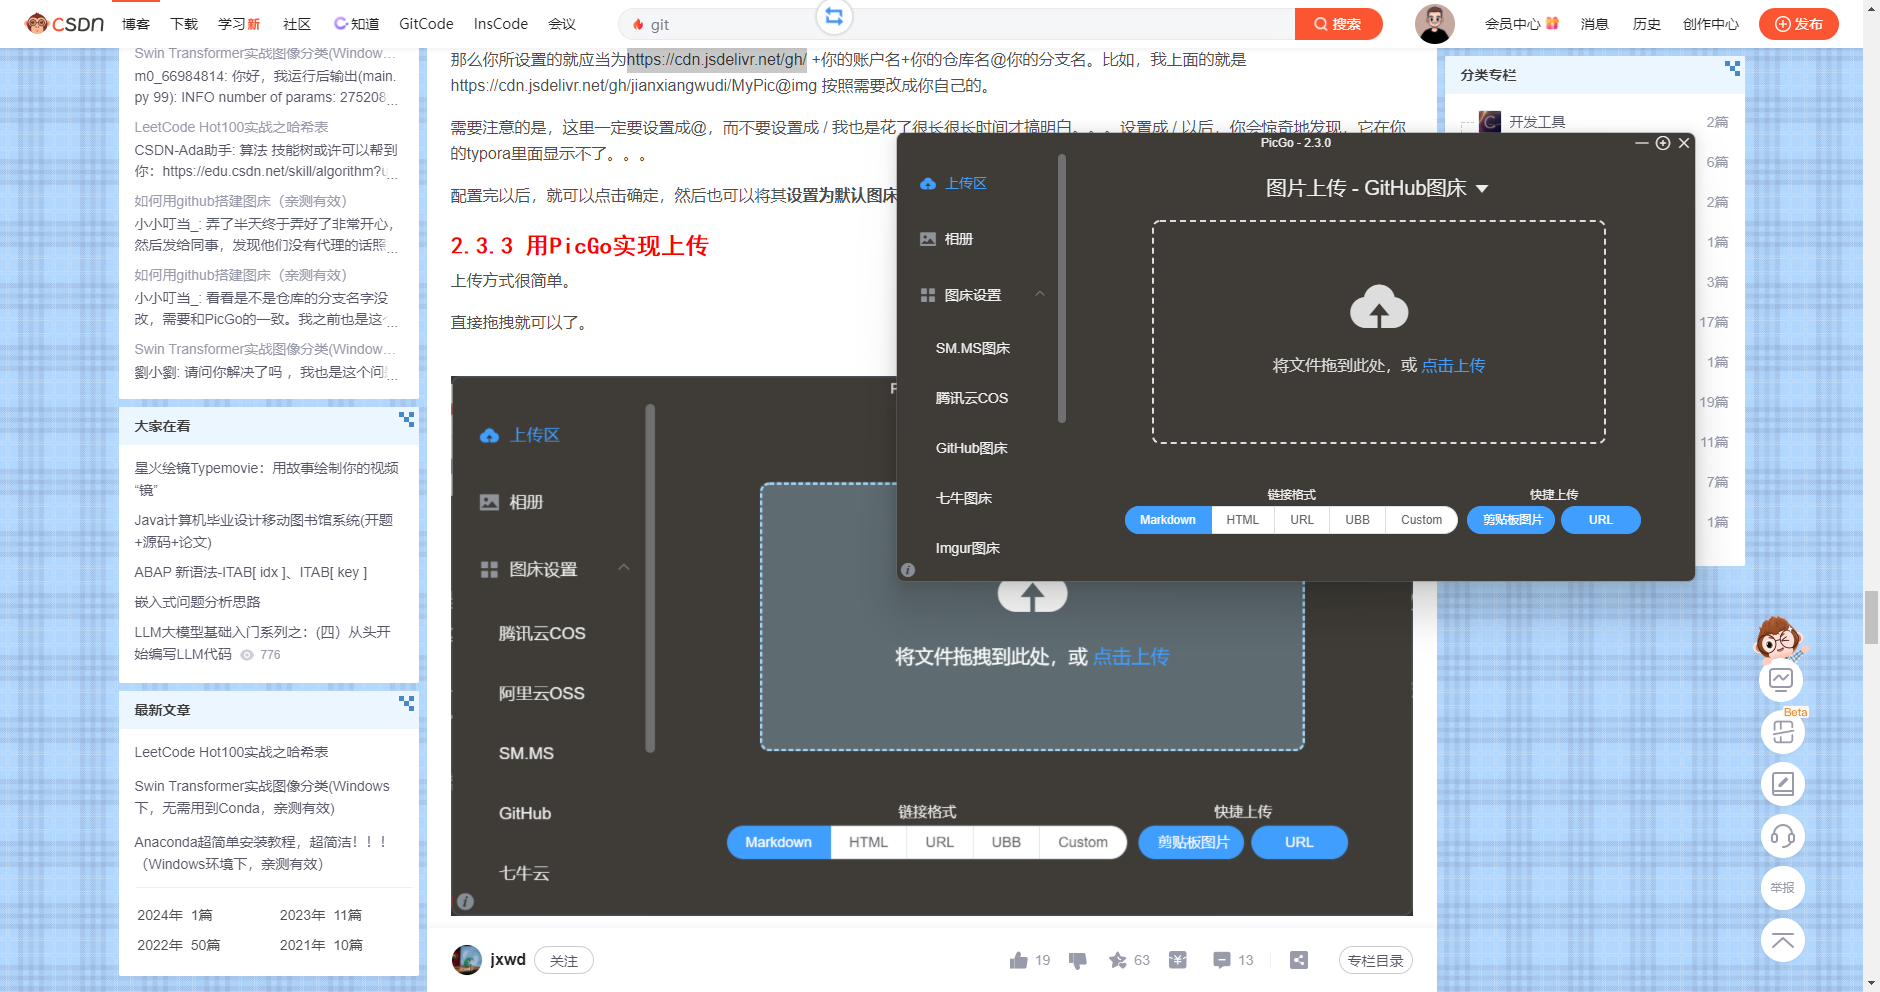 CSDN 博客 下载 学习新 社区 知道 GitCode InsCode 会议 git 搜索 会员中心 消息 历史 创作中心 发布
Swin Transformer实战图像分类(Window...
m0_66984814: 你好，我运行后输出(main.
py 99): INFO number of params: 275208...
LeetCode Hot100实战之哈希表
CSDN-Ada助手: 算法 技能树或许可以帮到
你：https://edu.csdn.net/skill/algorithm?u...
如何用github搭建图床（亲测有效）
小小叮当_: 弄了半天终于弄好了非常开心，
然后发给同事，发现他们没有代理的话照...
如何用github搭建图床（亲测有效）
小小叮当_: 看看是不是仓库的分支名字没
改，需要和PicGo的一致。我之前也是这...
Swin Transformer实战图像分类(Window...
劉小劉: 请问你解决了吗 ，我也是这个问...
大家在看
星火绘镜Typemovie：用故事绘制你的视频
“镜”
Java计算机毕业设计移动图书馆系统(开题
+源码+论文)
ABAP 新语法-ITAB[ idx ]、ITAB[ key ]
嵌入式问题分析思路
LLM大模型基础入门系列之：(四）从头开
始编写LLM代码 776
最新文章
LeetCode Hot100实战之哈希表
Swin Transformer实战图像分类(Windows
下，无需用到Conda，亲测有效)
Anaconda超简单安装教程，超简洁！！！
（Windows环境下，亲测有效）
2024年 1篇 2023年 11篇
2022年 50篇 2021年 10篇
那么你所设置的就应当为https://cdn.jsdelivr.net/gh/ +你的账户名+你的仓库名@你的分支名。比如，我上面的就是
https://cdn.jsdelivr.net/gh/jianxiangwudi/MyPic@img 按照需要改成你自己的。
需要注意的是，这里一定要设置成@，而不要设置成 / 我也是花了很长很长时间才搞明白。。。设置成 / 以后，你会惊奇地发现，它在你
的typora里面显示不了。。。
配置完以后，就可以点击确定，然后也可以将其设置为默认图床
2.3.3 用PicGo实现上传
上传方式很简单。
直接拖拽就可以了。
P
上传区
相册
图床设置
腾讯云COS
阿里云OSS
SM.MS
GitHub
七牛云
将文件拖拽到此处，或 点击上传
链接格式 快捷上传
Markdown HTML URL UBB Custom 剪贴板图片 URL
jxwd 关注 19 63 13 专栏目录
PicGo - 2.3.0
上传区
相册
图床设置
SM.MS图床
腾讯云COS
GitHub图床
七牛图床
Imgur图床
图片上传 - GitHub图床
将文件拖到此处，或 点击上传
链接格式 快捷上传
Markdown HTML URL UBB Custom 剪贴板图片 URL
分类专栏
开发工具 2篇
6篇
2篇
1篇
3篇
17篇
1篇
19篇
11篇
7篇
1篇
Beta
举报